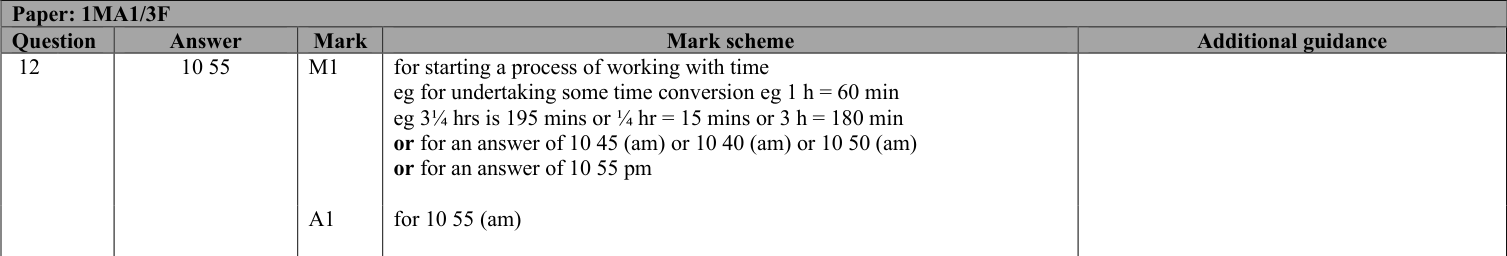 Paper: 1MA1/3F
Question Answer Mark Mark scheme Additional guidance
12 10 55 M1 for starting a process of working with time
eg for undertaking some time conversion eg 1 h = 60 min
eg 3¼ hrs is 195 mins or ¼ hr = 15 mins or 3 h = 180 min
or for an answer of 10 45 (am) or 10 40 (am) or 10 50 (am)
or for an answer of 10 55 pm
A1 for 10 55 (am)